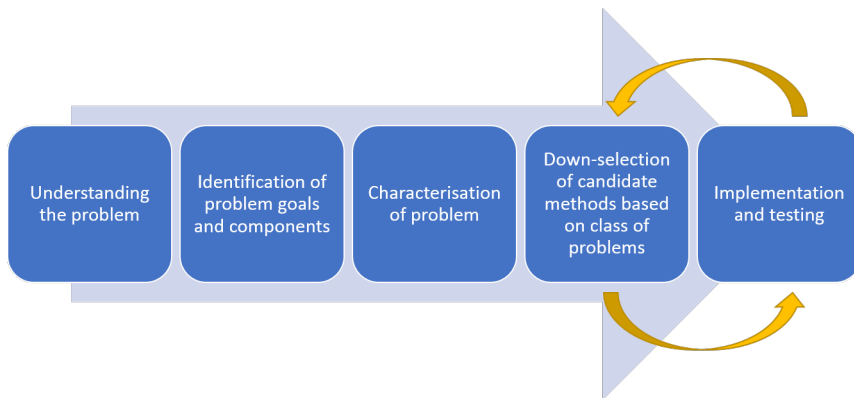 Understanding
the problem
Identification of
problem goals
and components
Characterisation
of problem
Down-selection
of candidate
methods based
on class of
problems
Implementation
and testing